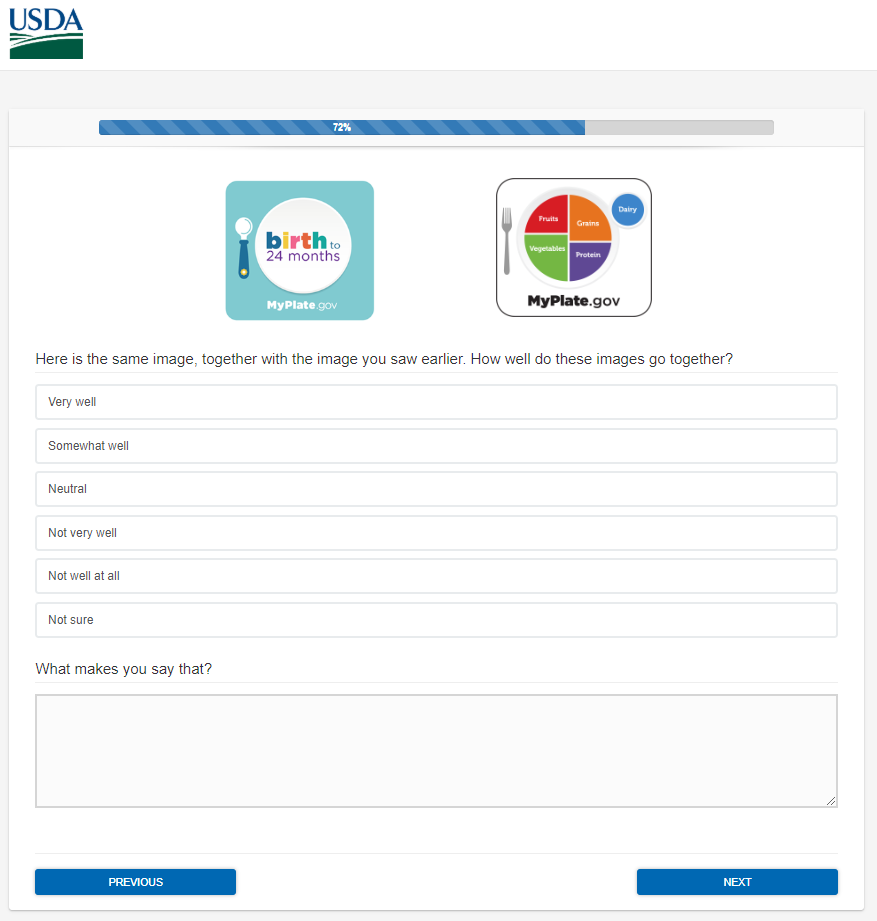 USDA
72%
birth to
24 months
MyPlate.gov
Fruits
Grains
Dairy
Vegetables
Protein
MyPlate.gov
Here is the same image, together with the image you saw earlier. How well do these images go together?
Very well
Somewhat well
Neutral
Not very well
Not well at all
Not sure
What makes you say that?
PREVIOUS
NEXT